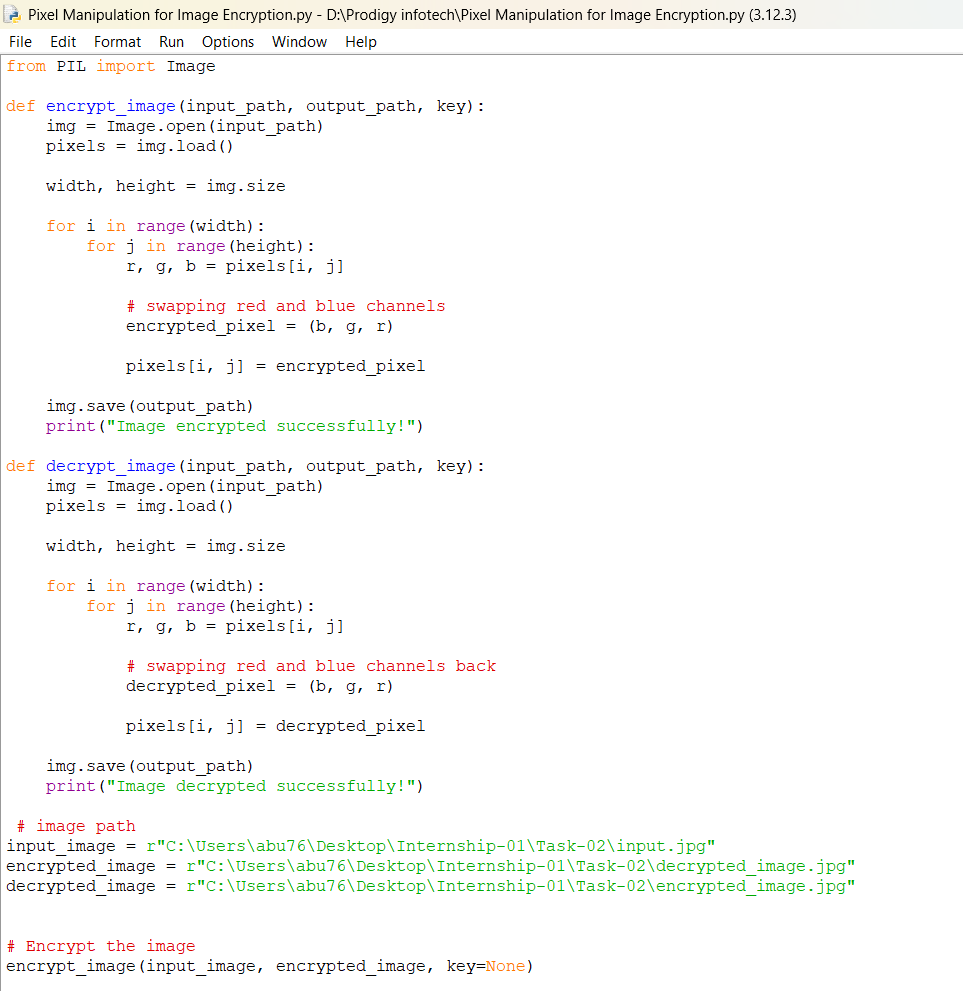 Pixel Manipulation for Image Encryption.py - D:\Prodigy infotech\Pixel Manipulation for Image Encryption.py (3.12.3)
File Edit Format Run Options Window Help
from PIL import Image
def encrypt_image(input_path, output_path, key):
    img = Image.open(input_path)
    pixels = img.load()
    width, height = img.size
    for i in range(width):
        for j in range(height):
            r, g, b = pixels[i, j]
            # swapping red and blue channels
            encrypted_pixel = (b, g, r)
            pixels[i, j] = encrypted_pixel
    img.save(output_path)
    print("Image encrypted successfully!")
def decrypt_image(input_path, output_path, key):
    img = Image.open(input_path)
    pixels = img.load()
    width, height = img.size
    for i in range(width):
        for j in range(height):
            r, g, b = pixels[i, j]
            # swapping red and blue channels back
            decrypted_pixel = (b, g, r)
            pixels[i, j] = decrypted_pixel
    img.save(output_path)
    print("Image decrypted successfully!")
 # image path
input_image = r"C:\Users\abu76\Desktop\Internship-01\Task-02\input.jpg"
encrypted_image = r"C:\Users\abu76\Desktop\Internship-01\Task-02\decrypted_image.jpg"
decrypted_image = r"C:\Users\abu76\Desktop\Internship-01\Task-02\encrypted_image.jpg"
# Encrypt the image
encrypt_image(input_image, encrypted_image, key=None)